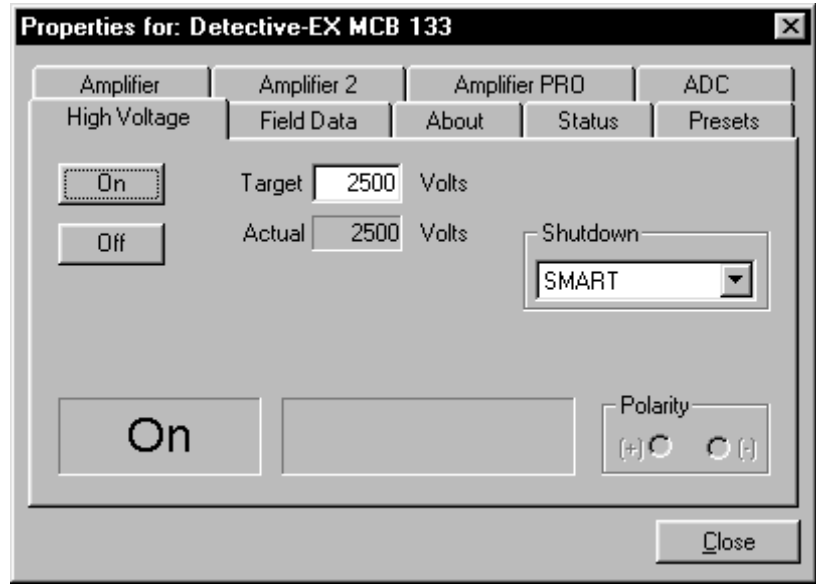 Properties for: Detective-EX MCB 133
Amplifier Amplifier 2 Amplifier PRO ADC
High Voltage Field Data About Status Presets
On Target 2500 Volts
Off Actual 2500 Volts
Shutdown
SMART
On
Polarity
(+) (-)
Close